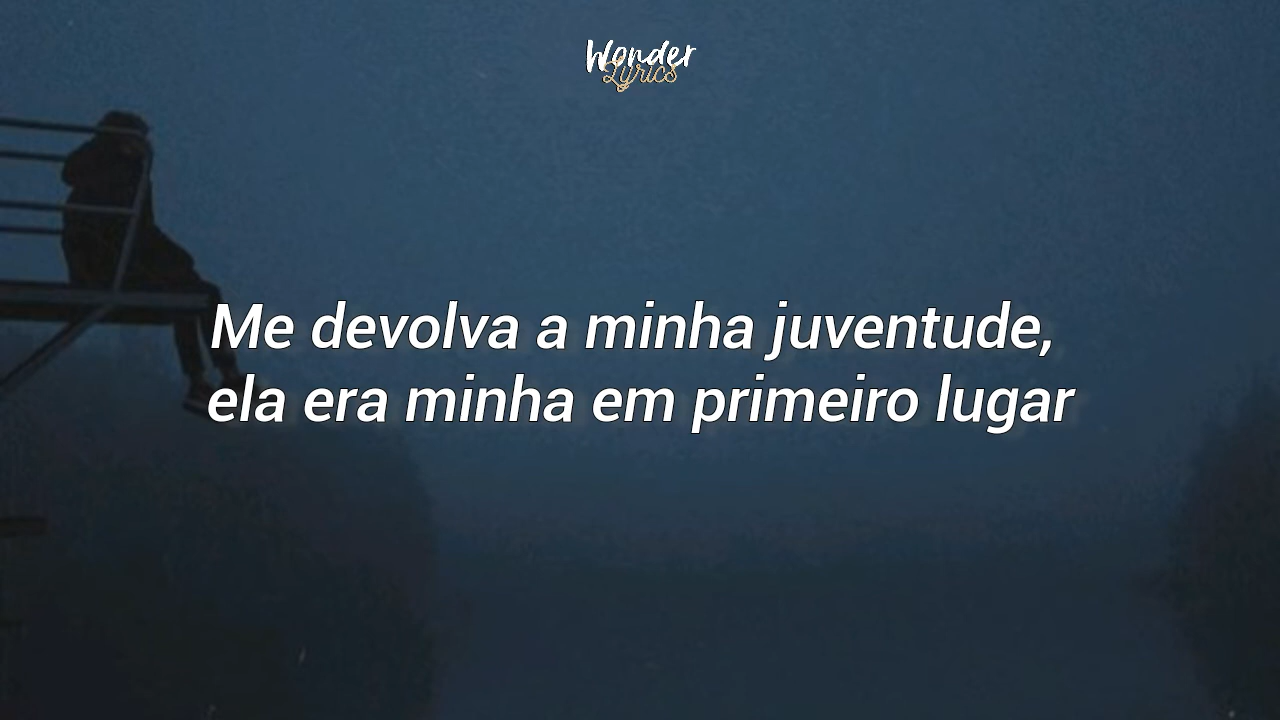 Wonder
Lyrics
Me devolva a minha juventude,
ela era minha em primeiro lugar